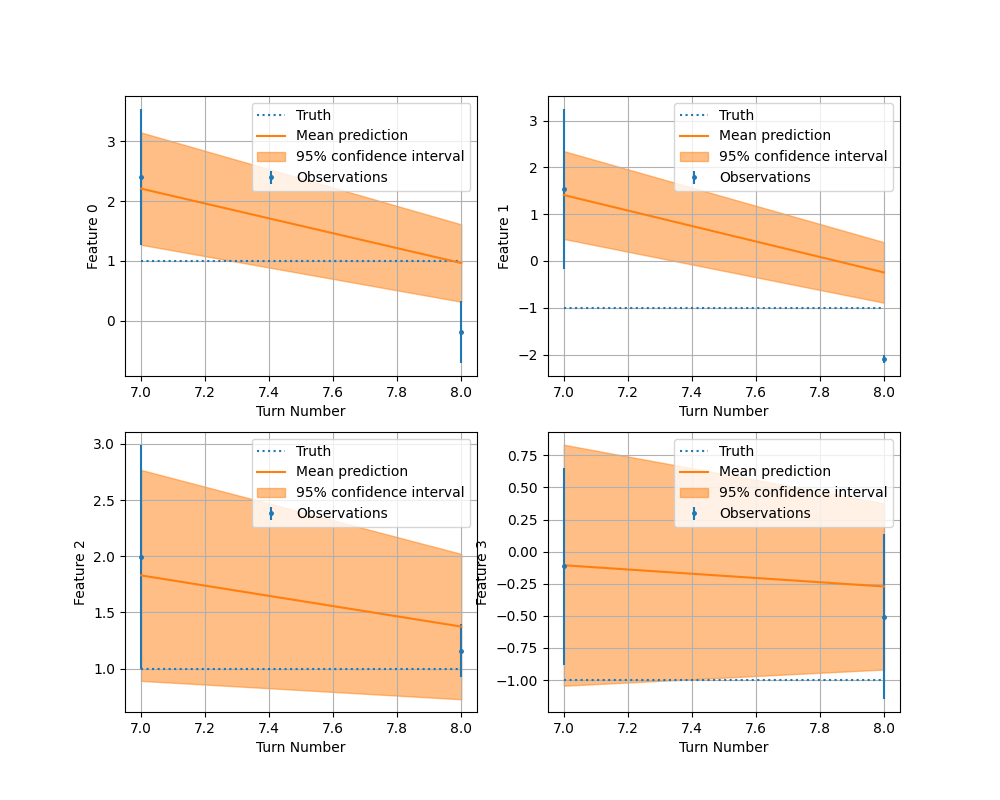 Truth
Mean prediction
95% confidence interval
Observations
3
2
1
0
Feature 0
7.0 7.2 7.4 7.6 7.8 8.0
Turn Number
Truth
Mean prediction
95% confidence interval
Observations
3
2
1
0
−1
−2
Feature 1
7.0 7.2 7.4 7.6 7.8 8.0
Turn Number
Truth
Mean prediction
95% confidence interval
Observations
3.0
2.5
2.0
1.5
1.0
Feature 2
7.0 7.2 7.4 7.6 7.8 8.0
Turn Number
Truth
Mean prediction
95% confidence interval
Observations
0.75
0.50
0.25
0.00
−0.25
−0.50
−0.75
−1.00
Feature 3
7.0 7.2 7.4 7.6 7.8 8.0
Turn Number